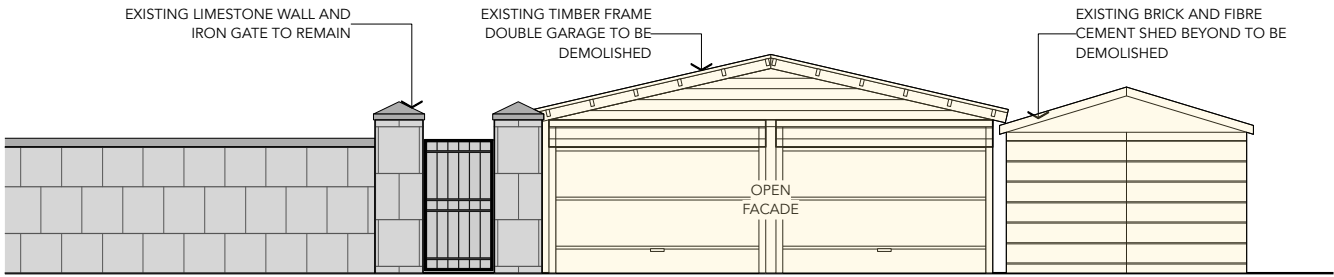 EXISTING LIMESTONE WALL AND
IRON GATE TO REMAIN
EXISTING TIMBER FRAME
DOUBLE GARAGE TO BE
DEMOLISHED
EXISTING BRICK AND FIBRE
CEMENT SHED BEYOND TO BE
DEMOLISHED
OPEN
FACADE